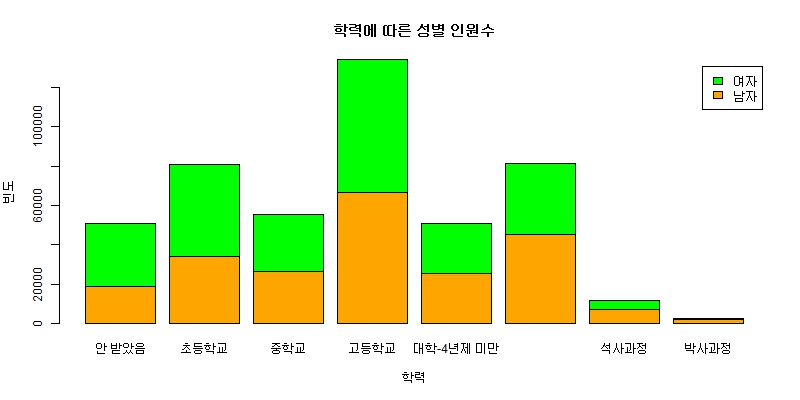 학력에 따른 성별 인원수
여자
남자
빈도
100000
60000
20000
0
안 받았음 초등학교 중학교 고등학교 대학-4년제 미만 석사과정 박사과정
학력